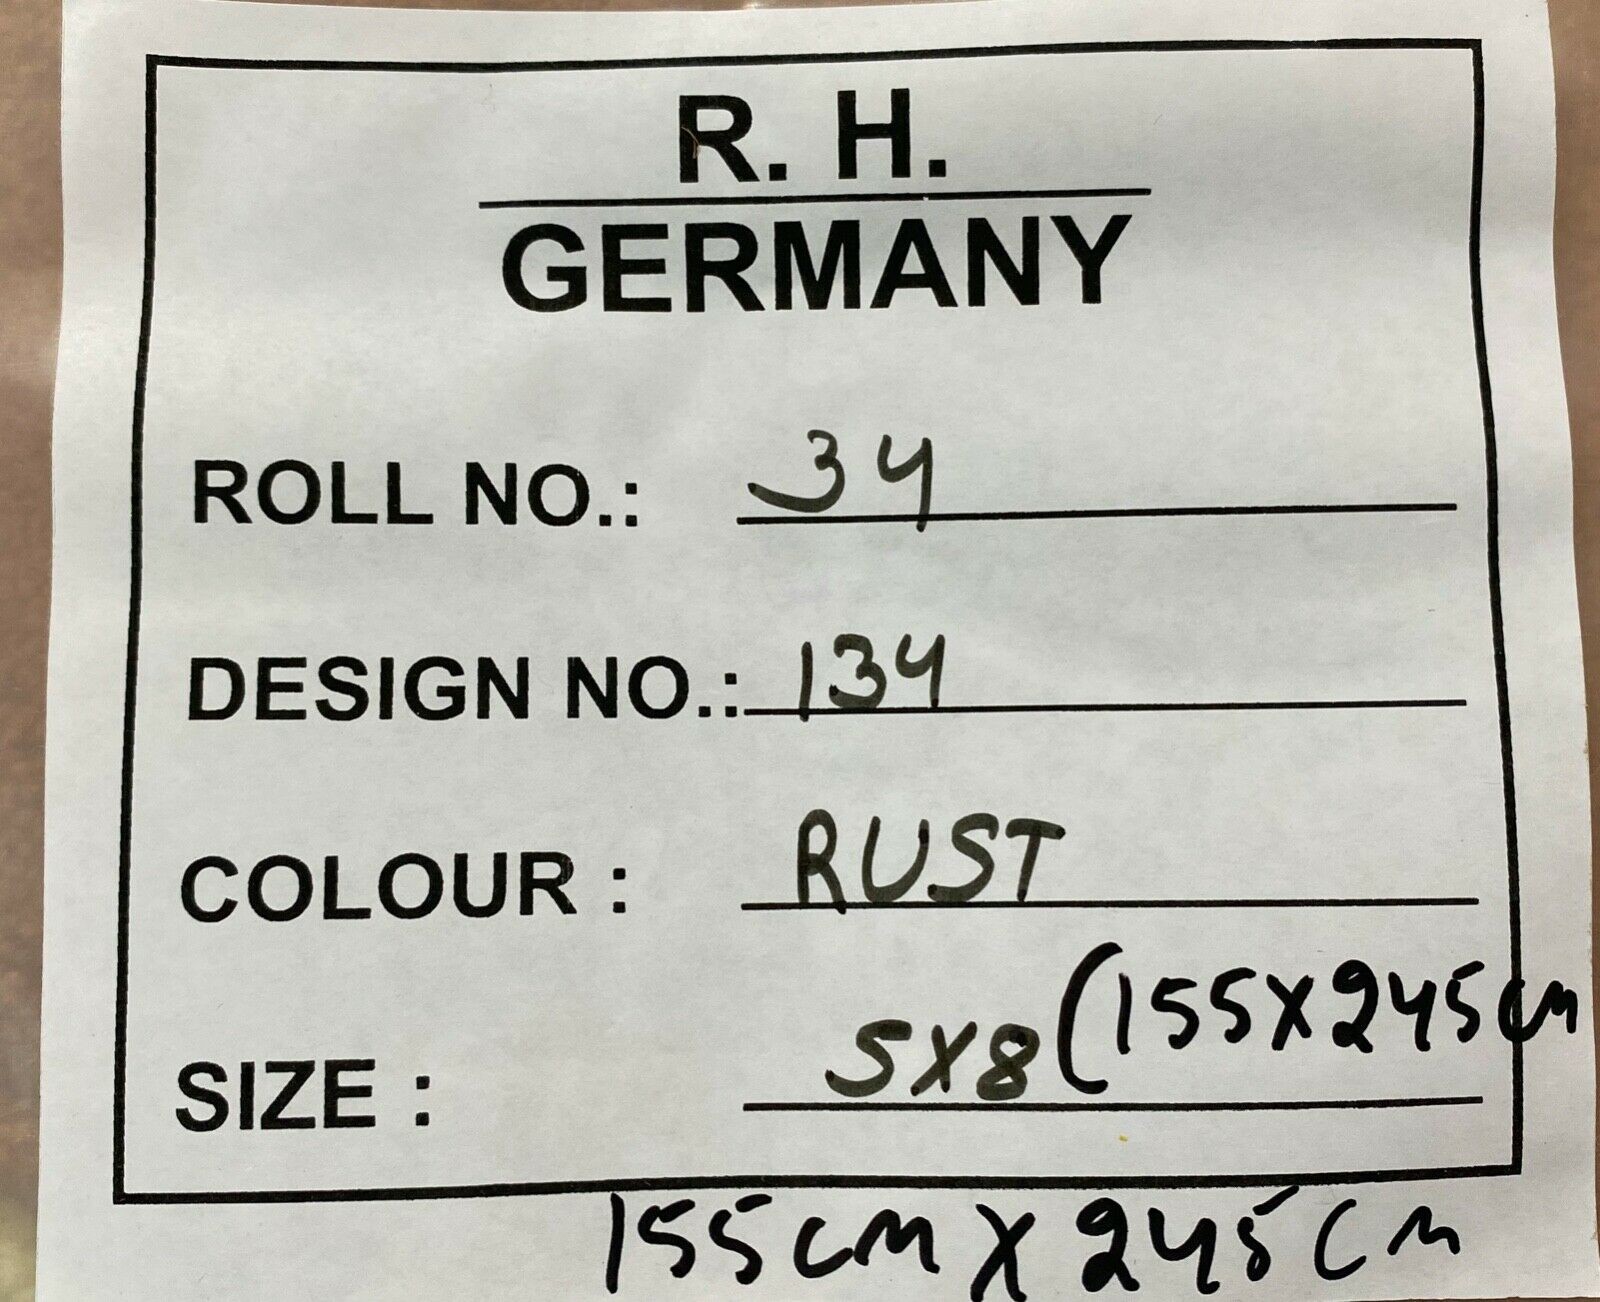 R. H.
GERMANY
ROLL NO.: 34
DESIGN NO.: 134
COLOUR : RUST
SIZE : 5X8 (155X245cm
155cm X 245cm